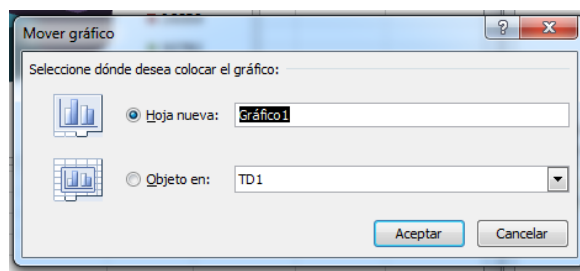 Mover gráfico
Seleccione dónde desea colocar el gráfico:
Hoja nueva: Gráfico1
Objeto en: TD1
Aceptar Cancelar